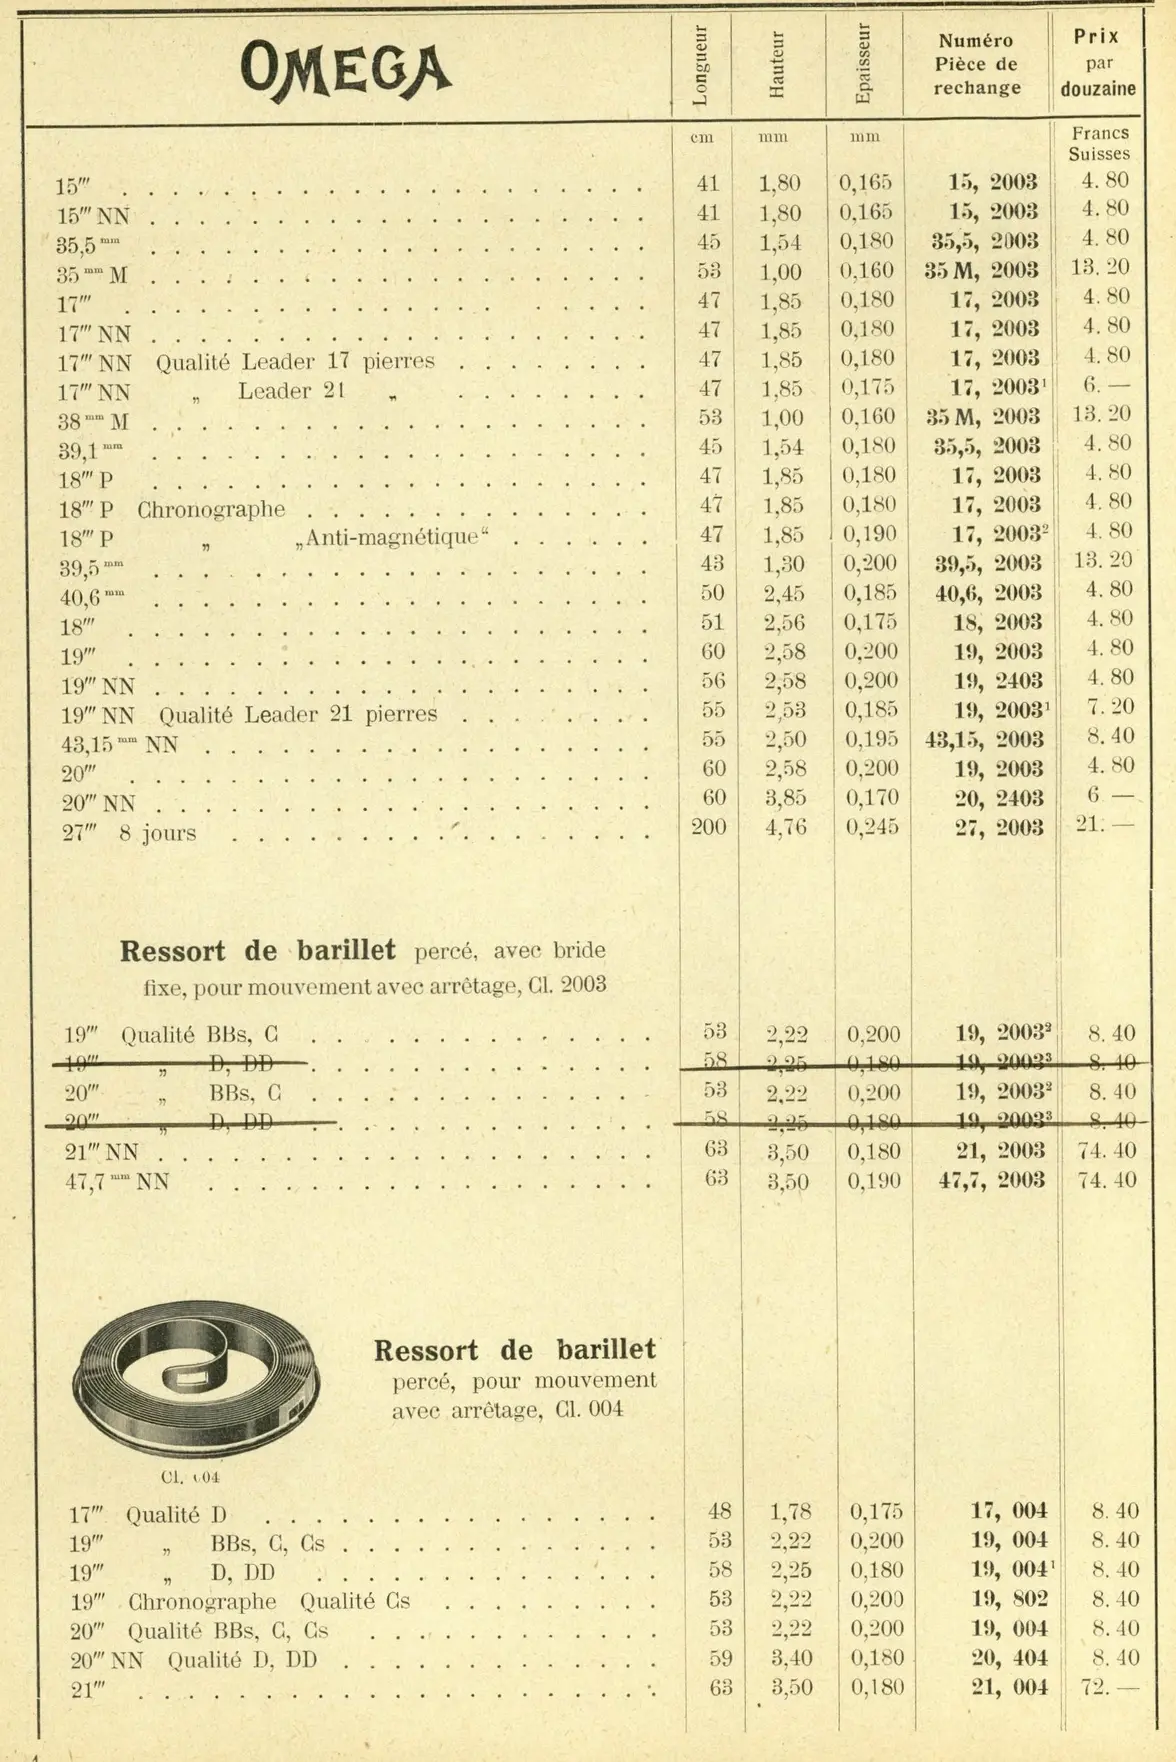 OMEGA Longueur Hauteur Epaisseur Numéro Pièce de rechange Prix par douzaine
cm mm mm Francs Suisses
15‴ 41 1,80 0,165 15, 2003 4.80
15‴ NN 41 1,80 0,165 15, 2003 4.80
35,5 mm 45 1,54 0,180 35,5, 2003 4.80
35 mm M 53 1,00 0,160 35 M, 2003 13.20
17‴ 47 1,85 0,180 17, 2003 4.80
17‴ NN 47 1,85 0,180 17, 2003 4.80
17‴ NN Qualité Leader 17 pierres 47 1,85 0,180 17, 2003 4.80
17‴ NN „ Leader 21 „ 47 1,85 0,175 17, 2003¹ 6. —
38 mm M 53 1,00 0,160 35 M, 2003 13.20
39,1 mm 45 1,54 0,180 35,5, 2003 4.80
18‴ P 47 1,85 0,180 17, 2003 4.80
18‴ P Chronographe 47 1,85 0,180 17, 2003 4.80
18‴ P „ „Anti-magnétique“ 47 1,85 0,190 17, 2003² 4.80
39,5 mm 43 1,30 0,200 39,5, 2003 13.20
40,6 mm 50 2,45 0,185 40,6, 2003 4.80
18‴ 51 2,56 0,175 18, 2003 4.80
19‴ 60 2,58 0,200 19, 2003 4.80
19‴ NN 56 2,58 0,200 19, 2403 4.80
19‴ NN Qualité Leader 21 pierres 55 2,53 0,185 19, 2003¹ 7.20
43,15 mm NN 55 2,50 0,195 43,15, 2003 8.40
20‴ 60 2,58 0,200 19, 2003 4.80
20‴ NN 60 3,85 0,170 20, 2403 6 —
27‴ 8 jours 200 4,76 0,245 27, 2003 21. —
Ressort de barillet percé, avec bride
fixe, pour mouvement avec arrêtage, Cl. 2003
19‴ Qualité BBs, C 53 2,22 0,200 19, 2003² 8.40
19‴ „ D, DD 58 2,25 0,180 19, 2003³ 8.40
20‴ „ BBs, C 53 2,22 0,200 19, 2003² 8.40
20‴ „ D, DD 58 2,25 0,180 19, 2003³ 8.40
21‴ NN 63 3,50 0,180 21, 2003 74.40
47,7 mm NN 63 3,50 0,190 47,7, 2003 74.40
Ressort de barillet
percé, pour mouvement
avec arrêtage, Cl. 004
Cl. 004
17‴ Qualité D 48 1,78 0,175 17, 004 8.40
19‴ „ BBs, C, Cs 53 2,22 0,200 19, 004 8.40
19‴ „ D, DD 58 2,25 0,180 19, 004¹ 8.40
19‴ Chronographe Qualité Cs 53 2,22 0,200 19, 802 8.40
20‴ Qualité BBs, C, Cs 53 2,22 0,200 19, 004 8.40
20‴ NN Qualité D, DD 59 3,40 0,180 20, 404 8.40
21‴ 63 3,50 0,180 21, 004 72. —